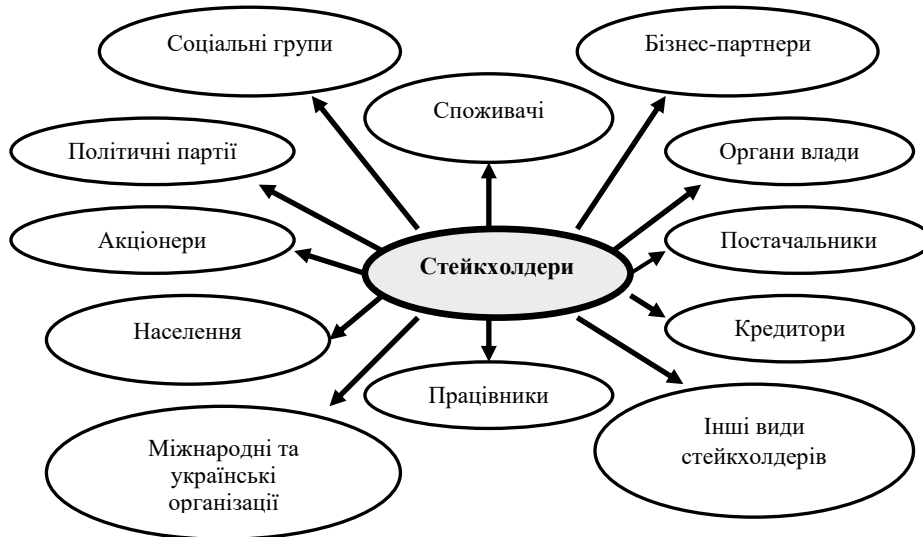 Соціальні групи
Бізнес-партнери
Споживачі
Політичні партії
Органи влади
Акціонери
Постачальники
Стейкхолдери
Населення
Кредитори
Працівники
Інші види
стейкхолдерів
Міжнародні та
українські
організації